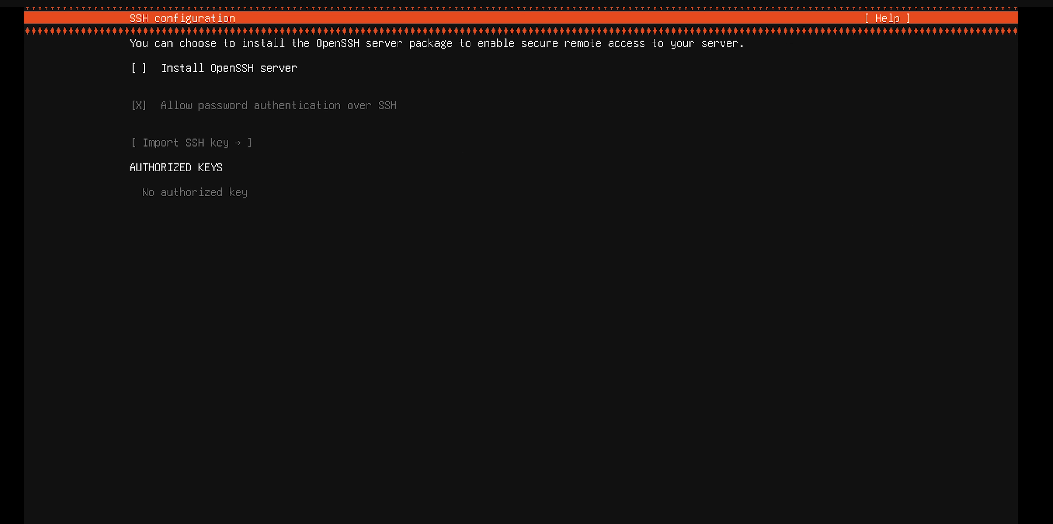 SSH configuration [ Help ]
You can choose to install the OpenSSH server package to enable secure remote access to your server.
[ ] Install OpenSSH server
[X] Allow password authentication over SSH
[ Import SSH key → ]
AUTHORIZED KEYS
No authorized key